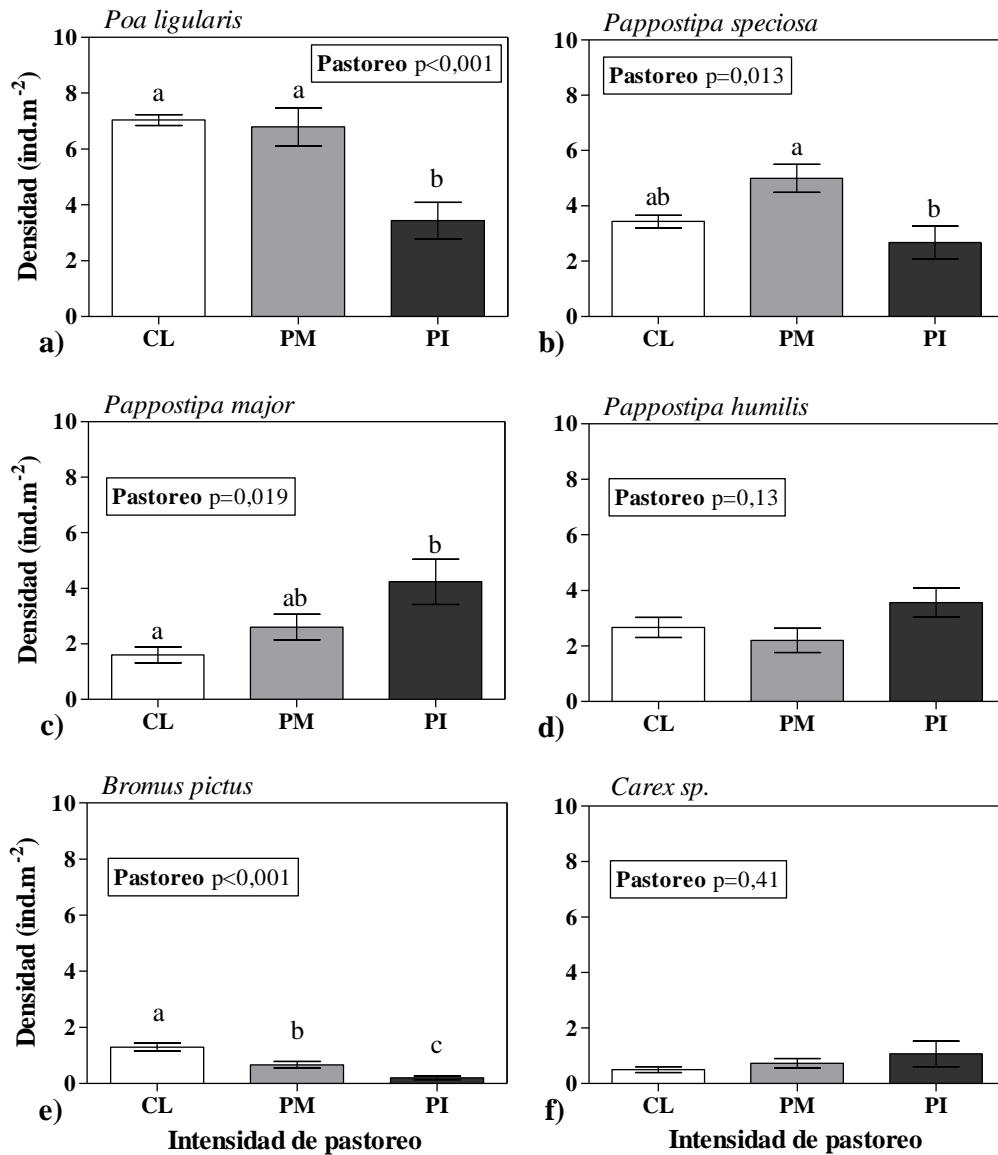 Poa ligularis
Densidad (ind.m⁻²)
10
8
6
4
2
0
Pastoreo p<0,001
a
a
b
CL PM PI
a)
Pappostipa speciosa
10
8
6
4
2
0
Pastoreo p=0,013
ab
a
b
CL PM PI
b)
Pappostipa major
Densidad (ind.m⁻²)
10
8
6
4
2
0
Pastoreo p=0,019
a
ab
b
CL PM PI
c)
Pappostipa humilis
10
8
6
4
2
0
Pastoreo p=0,13
CL PM PI
d)
Bromus pictus
Densidad (ind.m⁻²)
10
8
6
4
2
0
Pastoreo p<0,001
a
b
c
CL PM PI
e)
Intensidad de pastoreo
Carex sp.
10
8
6
4
2
0
Pastoreo p=0,41
CL PM PI
f)
Intensidad de pastoreo